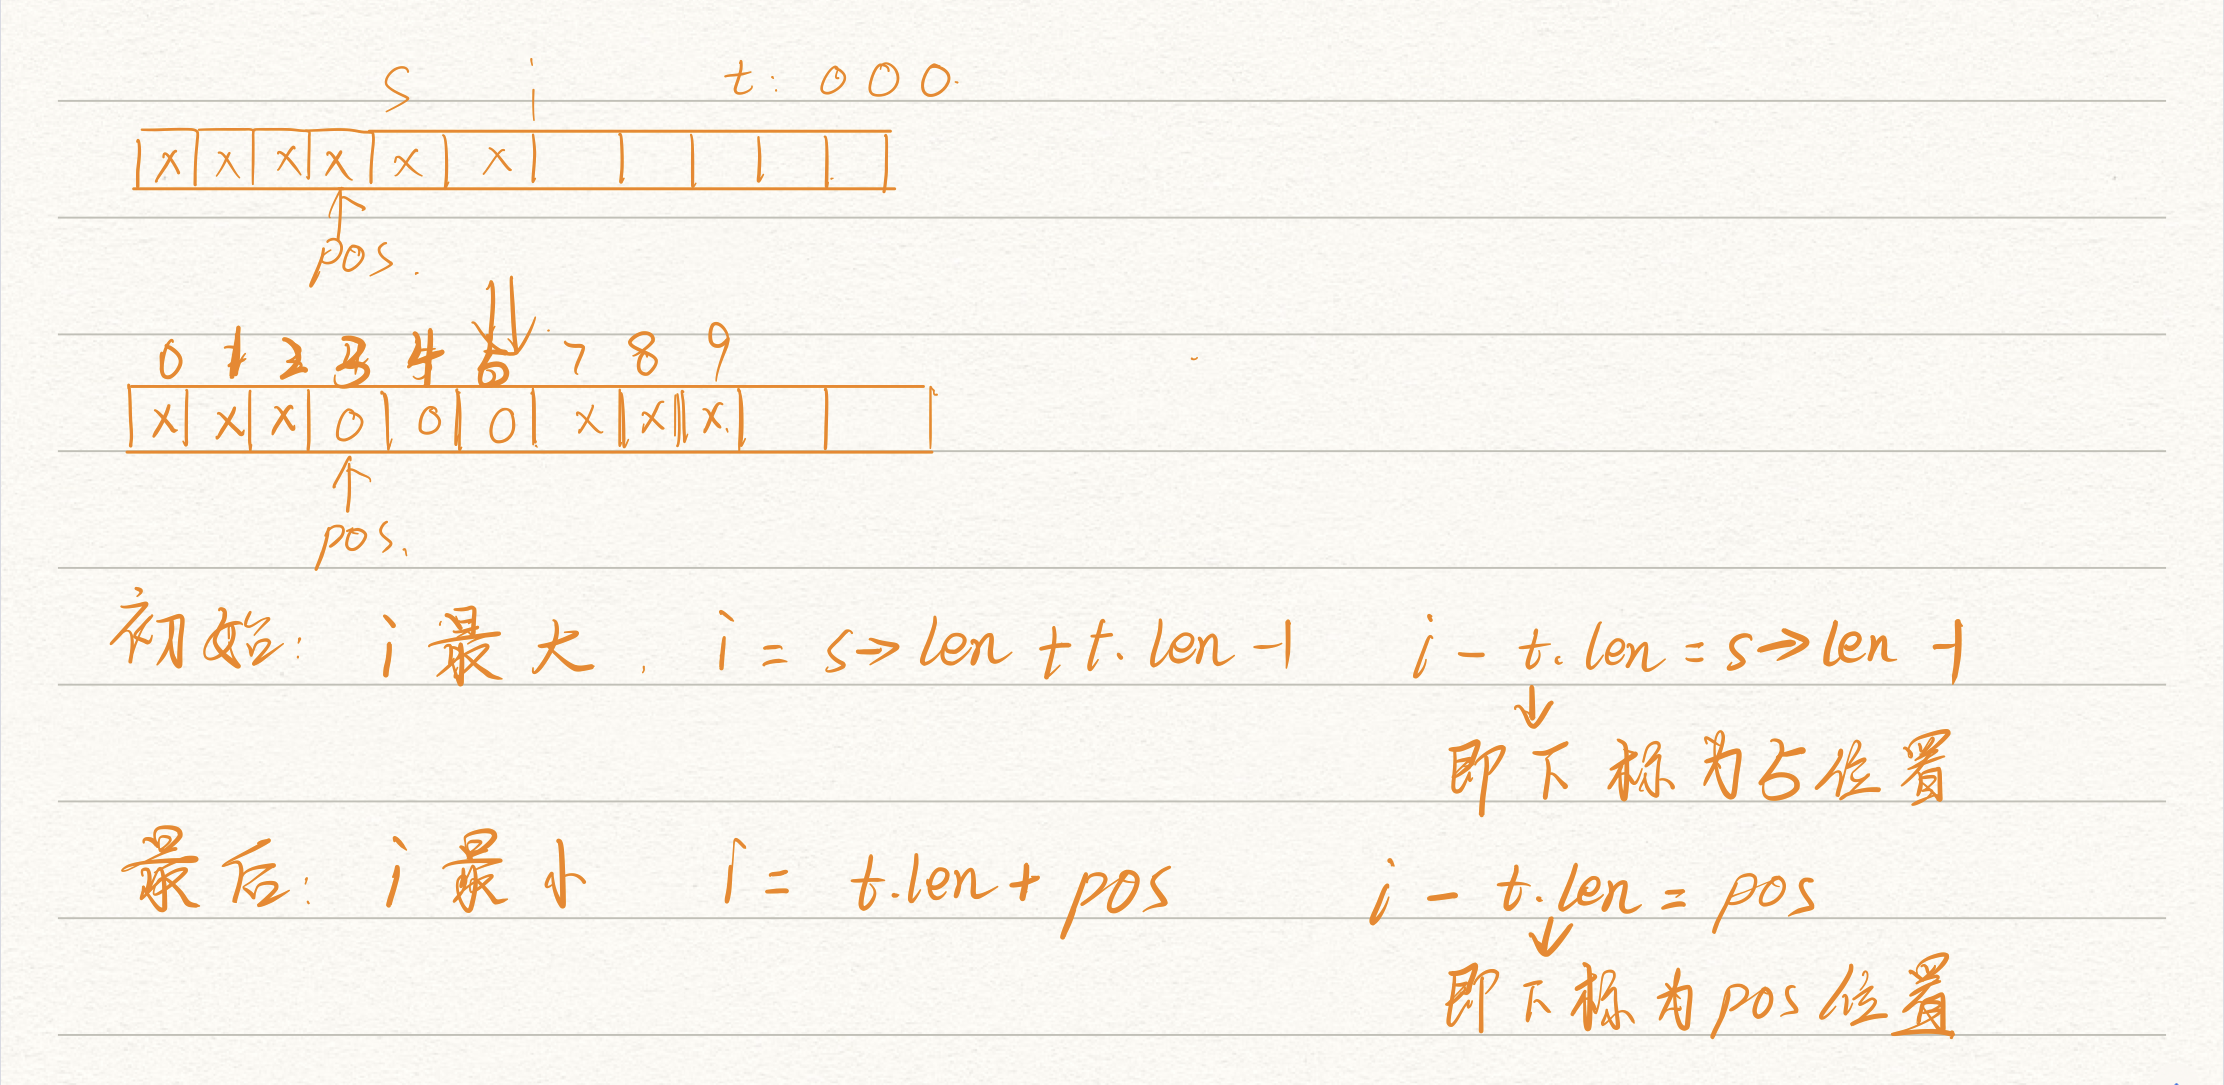 s i t: 000.
x x x x x x
pos.
0 1 2 3 4 5 7 8 9
x x x 0 0 0 x x x.
pos.
初始: i 最大. i = s→len + t.len -1 i - t.len = s→len -1
即下标为5位置
最后: i 最小 i = t.len + pos i - t.len = pos
即下标为pos位置